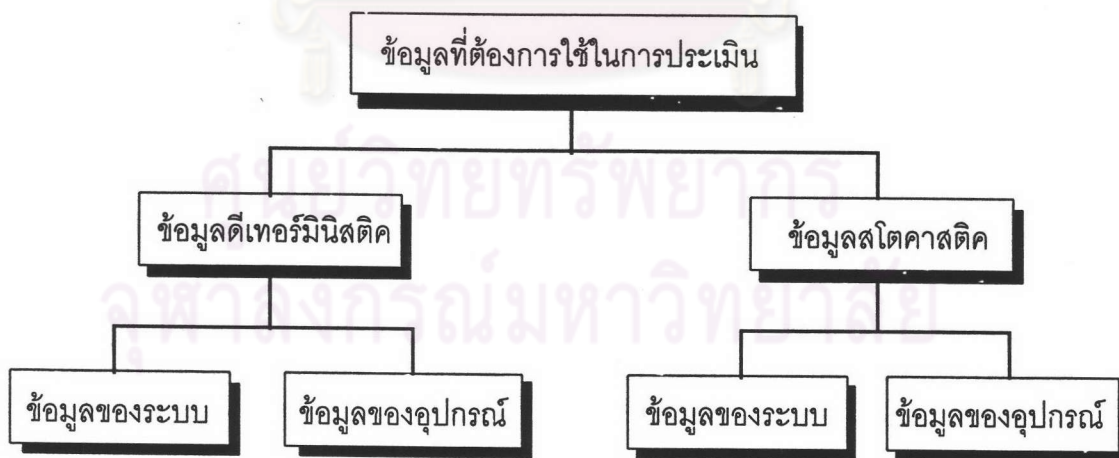 ข้อมูลที่ต้องการใช้ในการประเมิน
ศูนย์วิทยทรัพยากร
ข้อมูลดีเทอร์มินิสติค
ข้อมูลสโตคาสติค
จุฬาลงกรณ์มหาวิทยาลัย
ข้อมูลของระบบ
ข้อมูลของอุปกรณ์
ข้อมูลของระบบ
ข้อมูลของอุปกรณ์